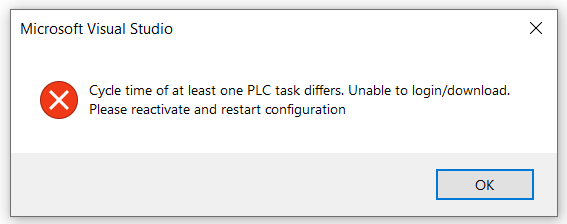 Microsoft Visual Studio
Cycle time of at least one PLC task differs. Unable to login/download.
Please reactivate and restart configuration
OK